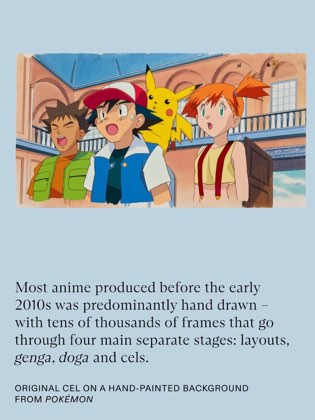 Most anime produced before the early
2010s was predominantly hand drawn –
with tens of thousands of frames that go
through four main separate stages: layouts,
genga, doga and cels.
ORIGINAL CEL ON A HAND-PAINTED BACKGROUND
FROM POKÉMON